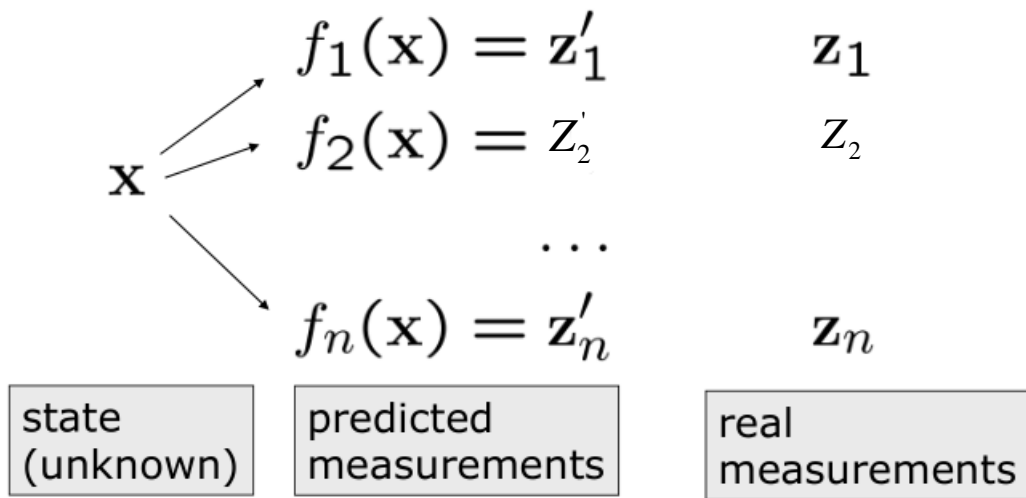 f₁(x) = z′₁ z₁
f₂(x) = Z'₂ Z₂
x
...
fₙ(x) = z′ₙ zₙ
state (unknown)
predicted measurements
real measurements